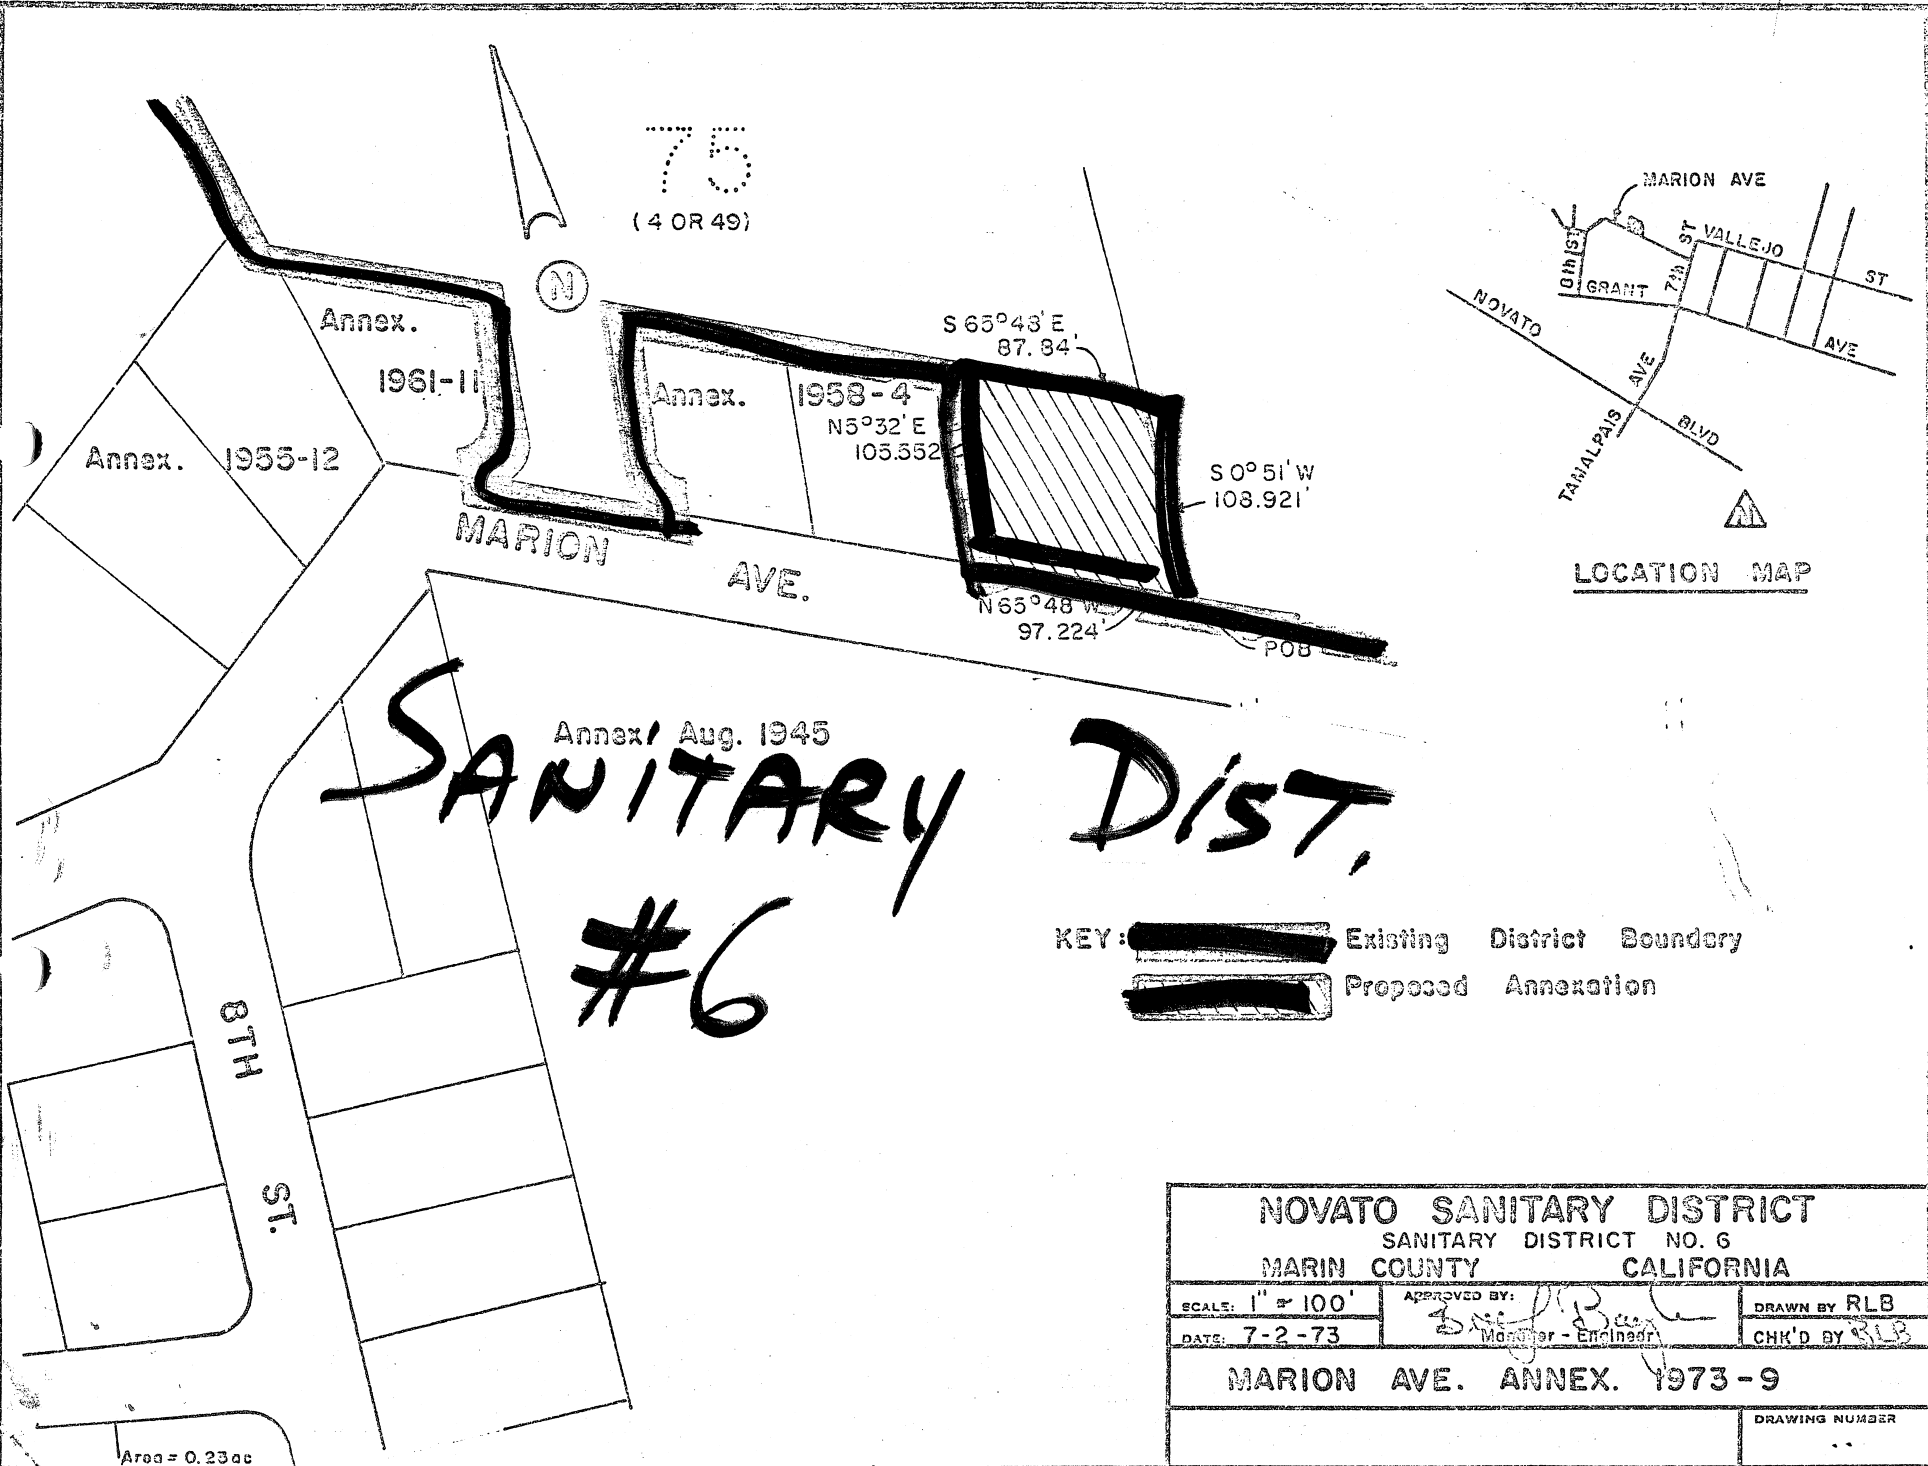 75
(4 OR 49)
N
Annex.
1961-11
Annex. 1955-12
Annex. 1958-4
S 65°48' E
87.84'
N5°32' E
105.552
S 0° 51' W
108.921'
N 65°48' W
97.224'
POB
MARION AVE.
Annex. Aug. 1945
SANITARY DIST.
#6
8TH ST.
Area = 0.23 ac
MARION AVE
8th ST
7th ST
VALLEJO ST
GRANT AVE
NOVATO BLVD
TAMALPAIS AVE
N
LOCATION MAP
KEY: Existing District Boundary
Proposed Annexation
NOVATO SANITARY DISTRICT
SANITARY DISTRICT NO. 6
MARIN COUNTY CALIFORNIA
SCALE: 1" = 100'
DATE: 7-2-73
APPROVED BY:
Manager - Engineer
DRAWN BY RLB
CHK'D BY RLB
MARION AVE. ANNEX. 1973-9
DRAWING NUMBER